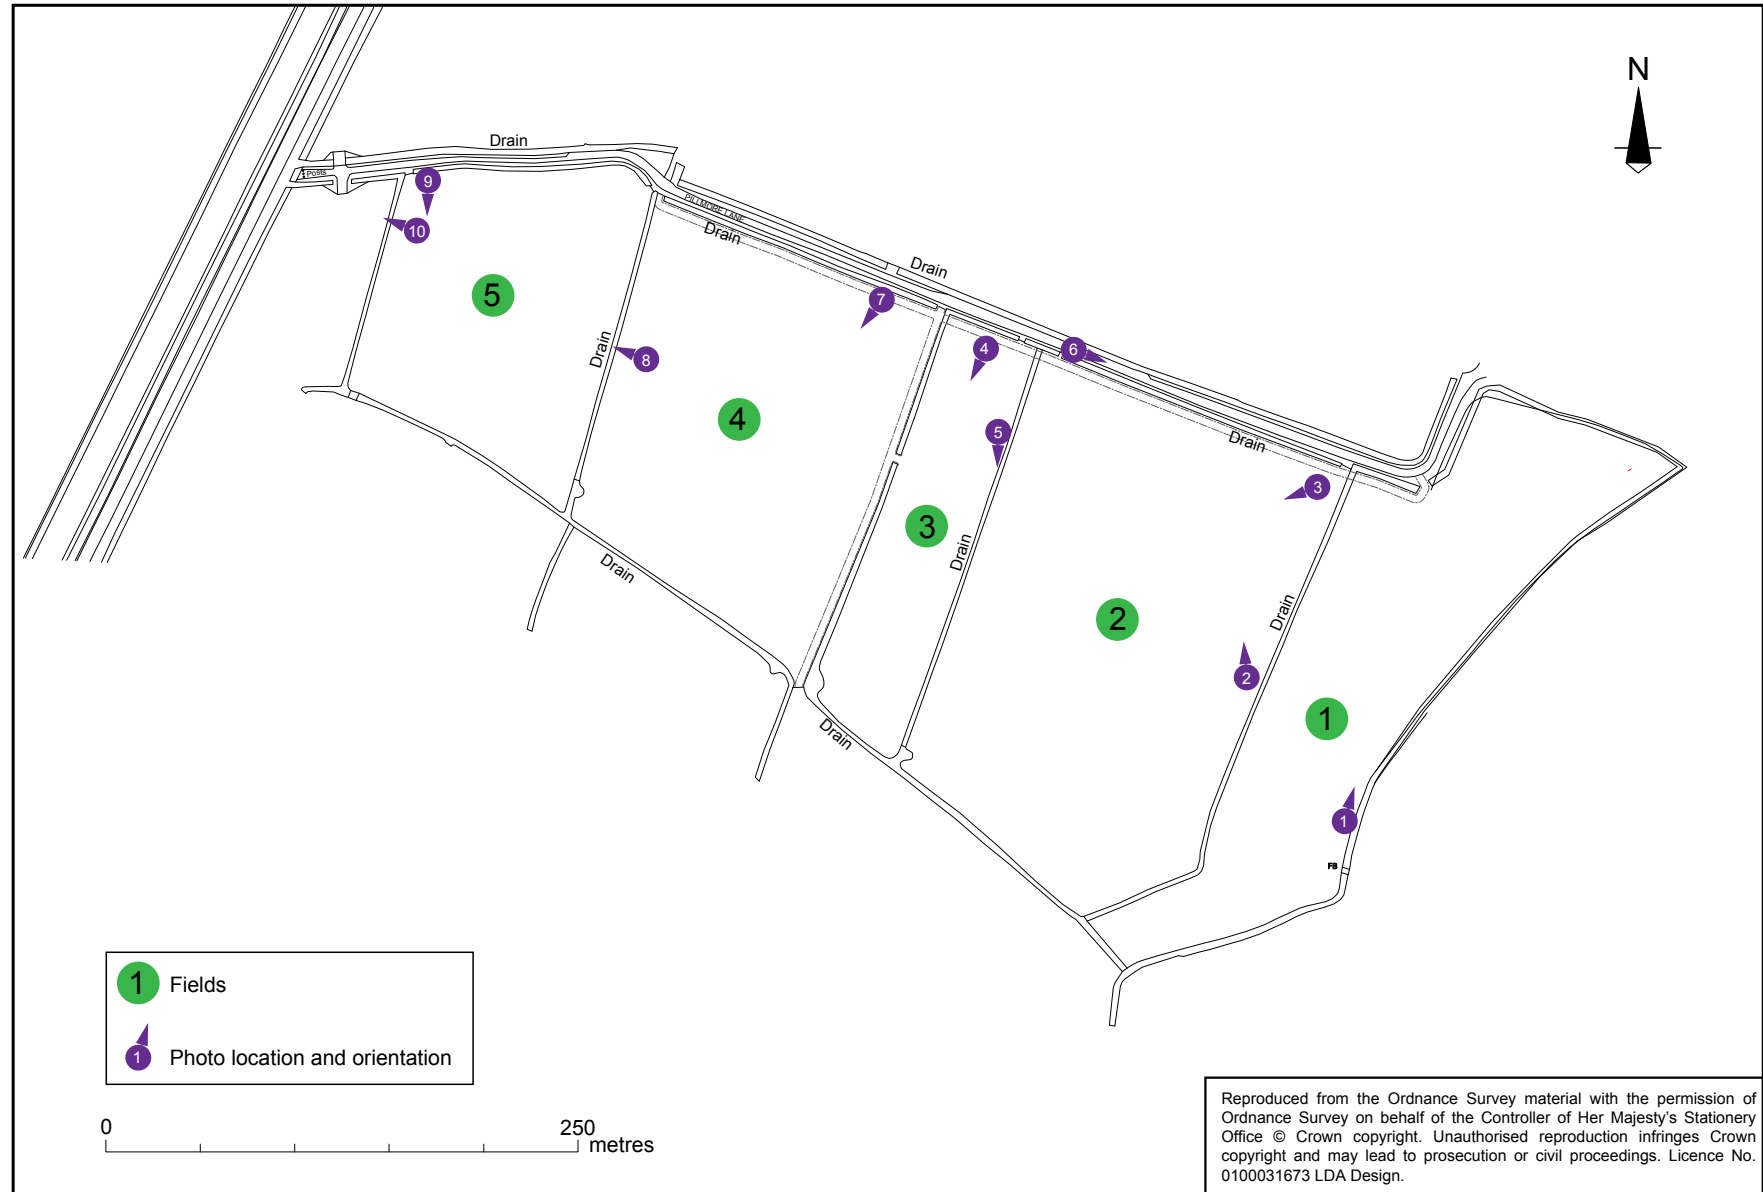 N
Drain
Posts
9
PILLMORE LANE
10
Drain
Drain
5
7
4
6
8
Drain
4
5
Drain
3
3
Drain
Drain
2
Drain
2
1
Drain
1
FB
1 Fields
1 Photo location and orientation
0 250
metres
Reproduced from the Ordnance Survey material with the permission of
Ordnance Survey on behalf of the Controller of Her Majesty's Stationery
Office © Crown copyright. Unauthorised reproduction infringes Crown
copyright and may lead to prosecution or civil proceedings. Licence No.
0100031673 LDA Design.